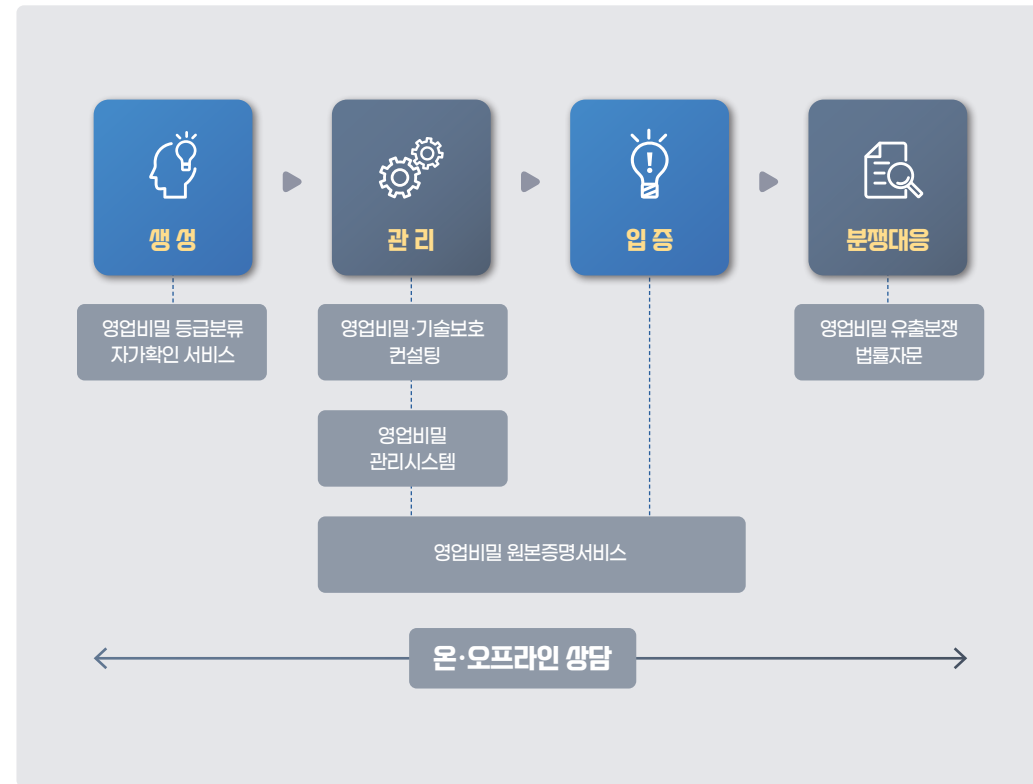 생 성
관 리
입 증
분쟁대응
영업비밀 등급분류
자가확인 서비스
영업비밀·기술보호
컨설팅
영업비밀 유출분쟁
법률자문
영업비밀
관리시스템
영업비밀 원본증명서비스
온·오프라인 상담